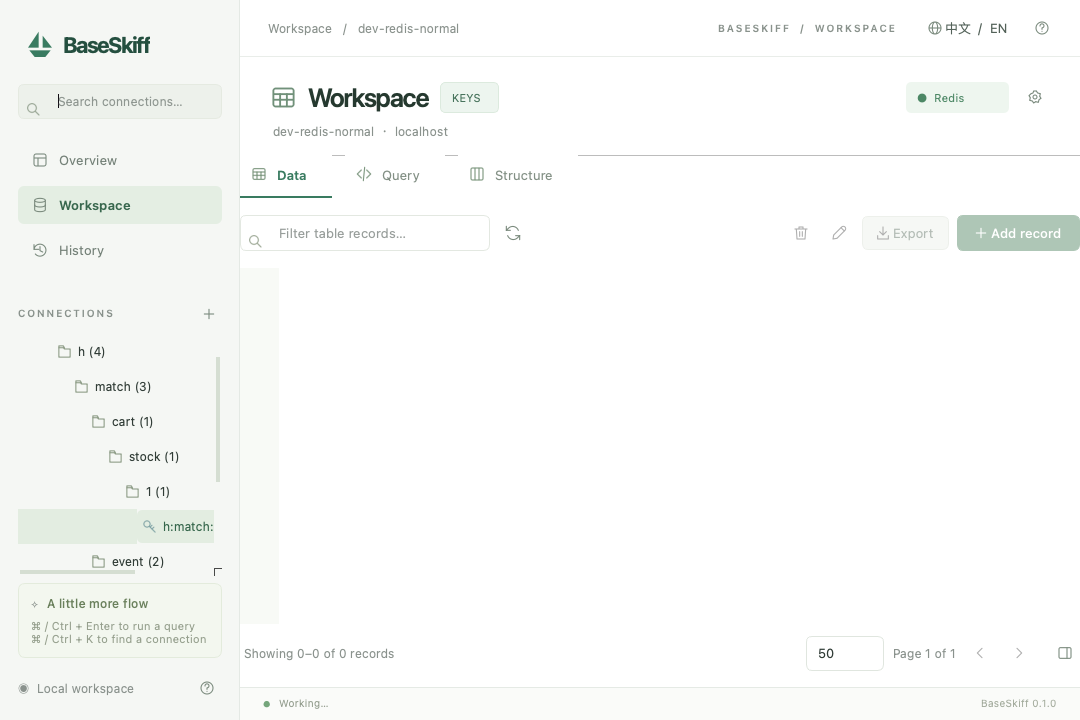 BaseSkiff
Workspace / dev-redis-normal
BASESKIFF / WORKSPACE
中文 / EN
Search connections...
Overview
Workspace
History
CONNECTIONS
h (4)
match (3)
cart (1)
stock (1)
1 (1)
h:match:
event (2)
A little more flow
⌘ / Ctrl + Enter to run a query
⌘ / Ctrl + K to find a connection
Local workspace
Workspace
KEYS
Redis
dev-redis-normal · localhost
Data
Query
Structure
Filter table records...
Export
+ Add record
Showing 0–0 of 0 records
50
Page 1 of 1
Working...
BaseSkiff 0.1.0